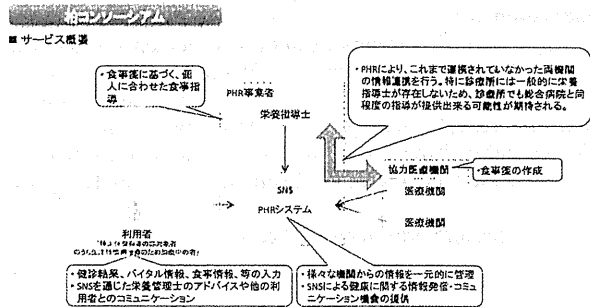 柏コンソーシアム
■ サービス概要
・食事箋に基づく、個
人に合わせた食事指
導
PHR事業者
栄養指導士
・PHRにより、これまで連携されていなかった両機関
の情報連携を行う。特に診療所には一般的に栄養
指導士が存在しないため、診療所でも総合病院と同
程度の指導が提供出来る可能性が期待される。
協力医療機関
・食事箋の作成
SNS
PHRシステム
医療機関
医療機関
利用者
・健診結果、バイタル情報、食事情報、等の入力
・SNSを通じた栄養管理士のアドバイスや他の利
用者とのコミュニケーション
・様々な機関からの情報を一元的に管理
・SNSによる健康に関する情報発信・コミュ
ニケーション機会の提供